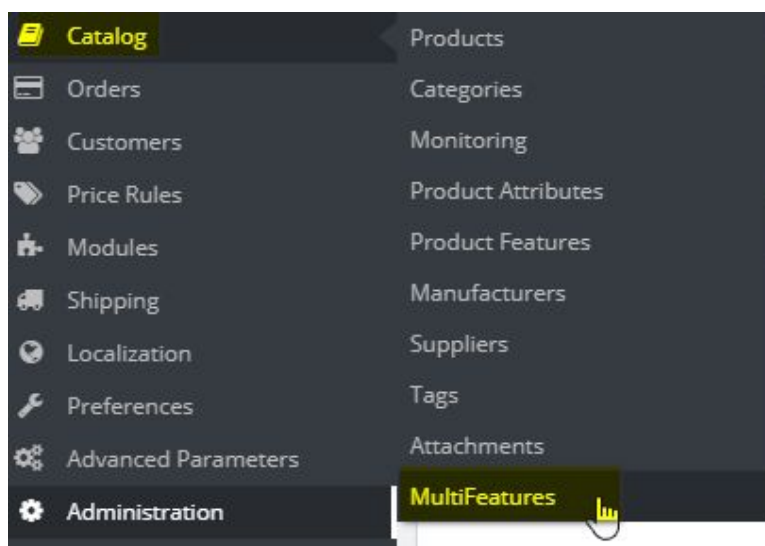 Catalog
Orders
Customers
Price Rules
Modules
Shipping
Localization
Preferences
Advanced Parameters
Administration
Products
Categories
Monitoring
Product Attributes
Product Features
Manufacturers
Suppliers
Tags
Attachments
MultiFeatures